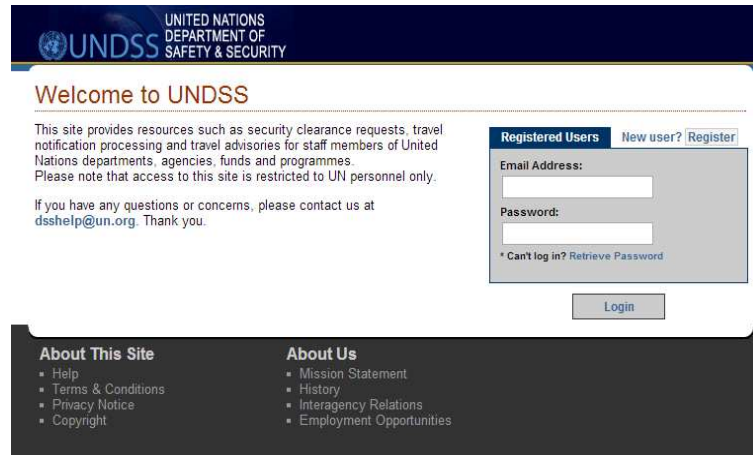 UNDSS
UNITED NATIONS
DEPARTMENT OF
SAFETY & SECURITY
Welcome to UNDSS
This site provides resources such as security clearance requests, travel
notification processing and travel advisories for staff members of United
Nations departments, agencies, funds and programmes.
Please note that access to this site is restricted to UN personnel only.
If you have any questions or concerns, please contact us at
dsshelp@un.org. Thank you.
Registered Users New user? Register
Email Address:
Password:
* Can't log in? Retrieve Password
Login
About This Site
▪ Help
▪ Terms & Conditions
▪ Privacy Notice
▪ Copyright
About Us
▪ Mission Statement
▪ History
▪ Interagency Relations
▪ Employment Opportunities